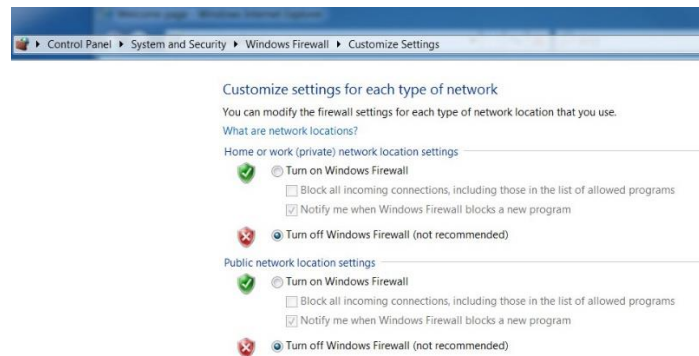 Welcome page - Windows Internet Explorer
Control Panel ▸ System and Security ▸ Windows Firewall ▸ Customize Settings
Customize settings for each type of network
You can modify the firewall settings for each type of network location that you use.
What are network locations?
Home or work (private) network location settings
Turn on Windows Firewall
Block all incoming connections, including those in the list of allowed programs
Notify me when Windows Firewall blocks a new program
Turn off Windows Firewall (not recommended)
Public network location settings
Turn on Windows Firewall
Block all incoming connections, including those in the list of allowed programs
Notify me when Windows Firewall blocks a new program
Turn off Windows Firewall (not recommended)